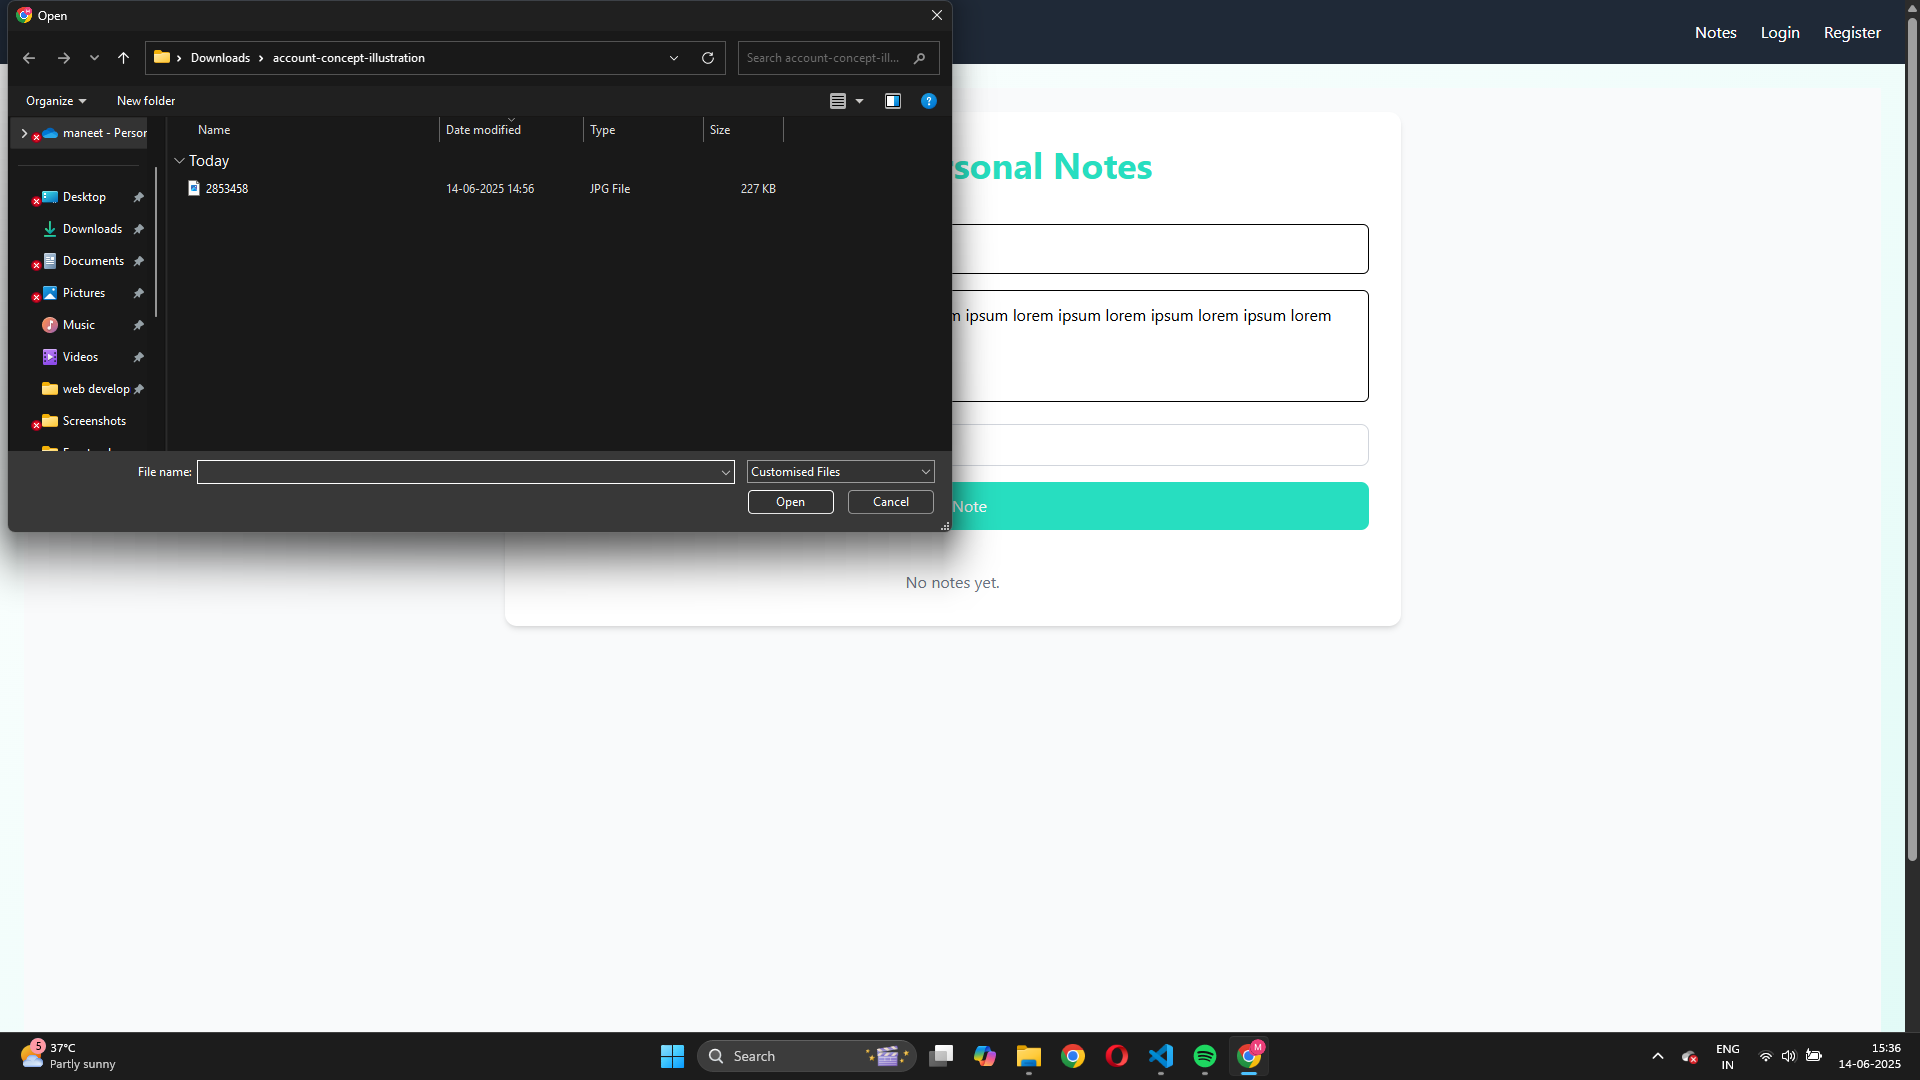 Open
Notes Login Register
Downloads account-concept-illustration
Search account-concept-ill...
Organize New folder
maneet - Person
Name Date modified Type Size
Today
2853458 14-06-2025 14:56 JPG File 227 KB
Desktop
Downloads
Documents
Pictures
Music
Videos
web develop
Screenshots
sonal Notes
ipsum lorem ipsum lorem ipsum lorem ipsum lorem
File name: Customised Files
Open Cancel
Note
No notes yet.
5
37°C
Partly sunny
Search
M
ENG
IN
15:36
14-06-2025